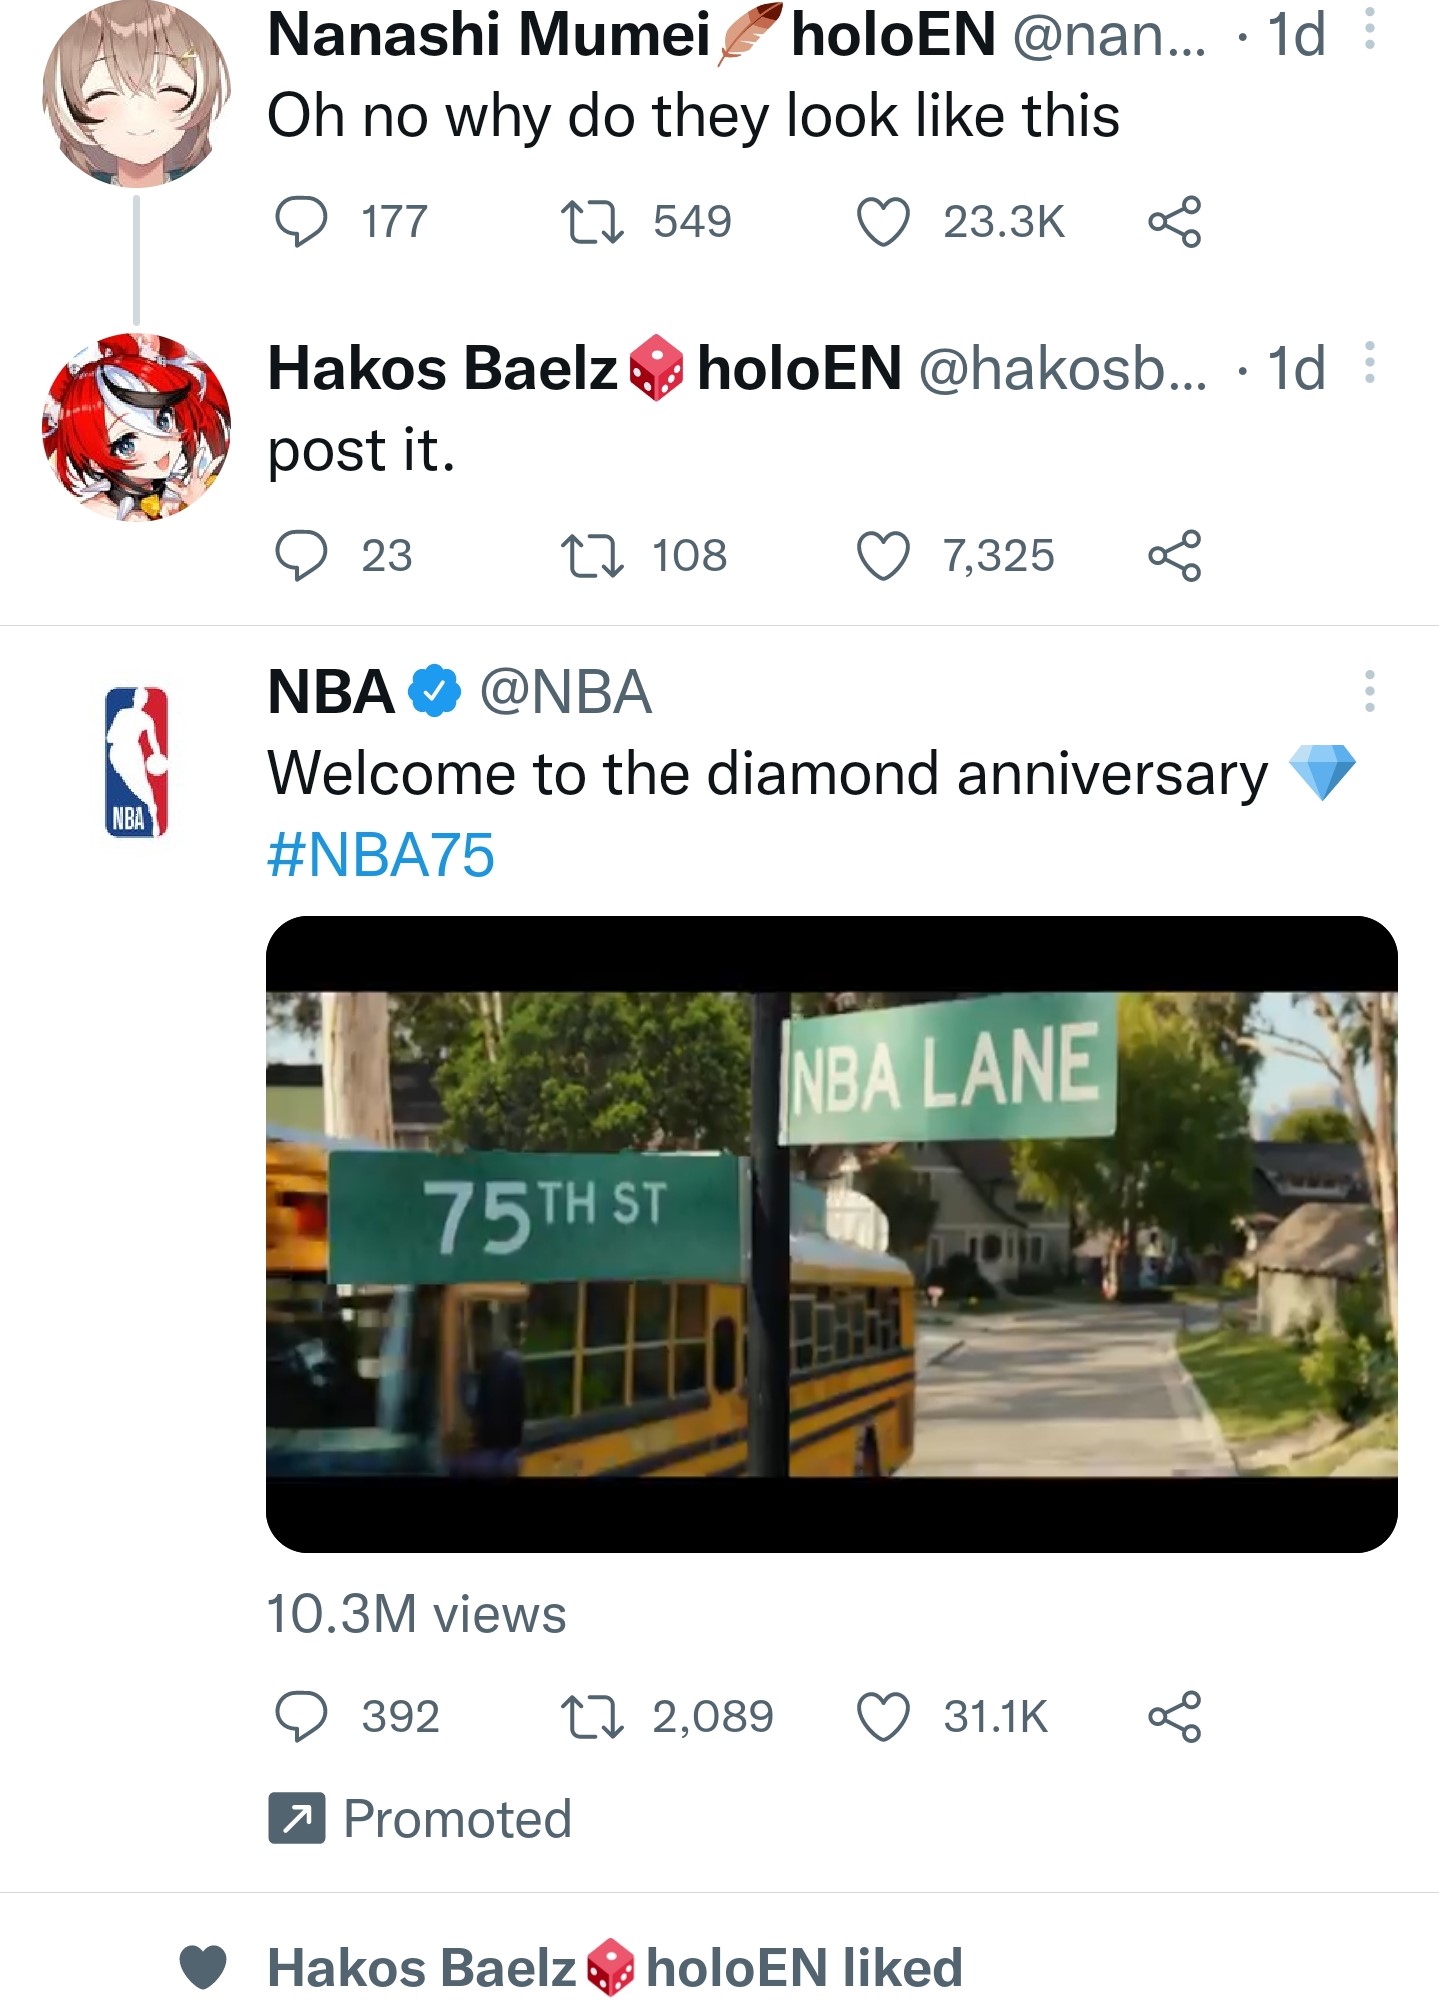 Nanashi Mumei🪶holoEN @nan... · 1d
Oh no why do they look like this
177 549 23.3K
Hakos Baelz🎲holoEN @hakosb... · 1d
post it.
23 108 7,325
NBA @NBA
NBA
Welcome to the diamond anniversary 💎
#NBA75
NBA LANE
75TH ST
10.3M views
392 2,089 31.1K
Promoted
Hakos Baelz🎲holoEN liked